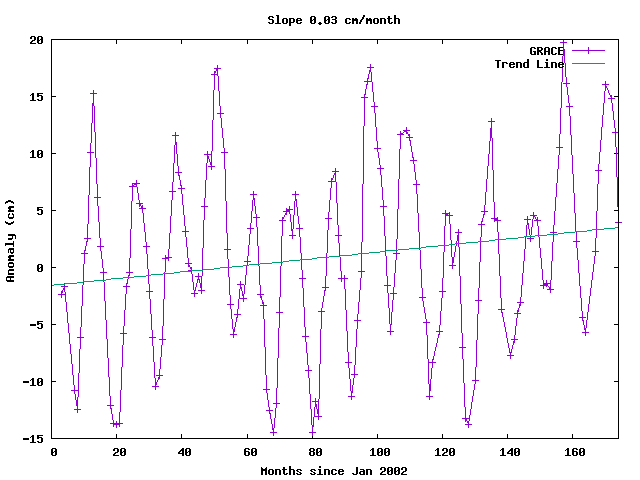 Slope 0.03 cm/month
GRACE
Trend Line
20
15
10
5
0
-5
-10
-15
Anomaly (cm)
0 20 40 60 80 100 120 140 160
Months since Jan 2002